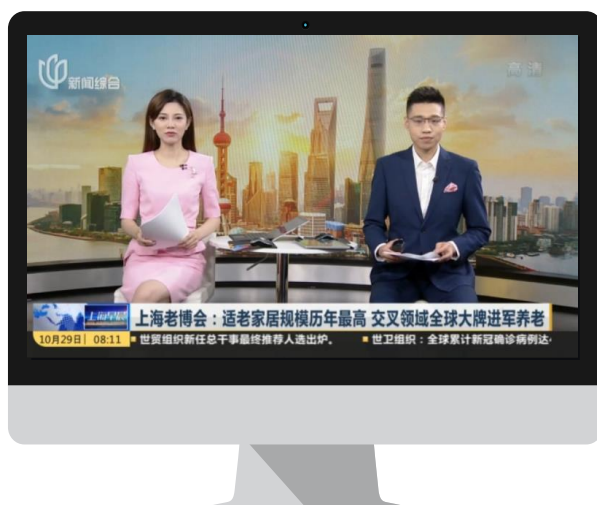 新闻综合
高清
上海早晨
上海老博会：适老家居规模历年最高 交叉领域全球大牌进军养老
10月29日 08:11 ▪ 世贸组织新任总干事最终推荐人选出炉。 ▪ 世卫组织：全球累计新冠确诊病例达